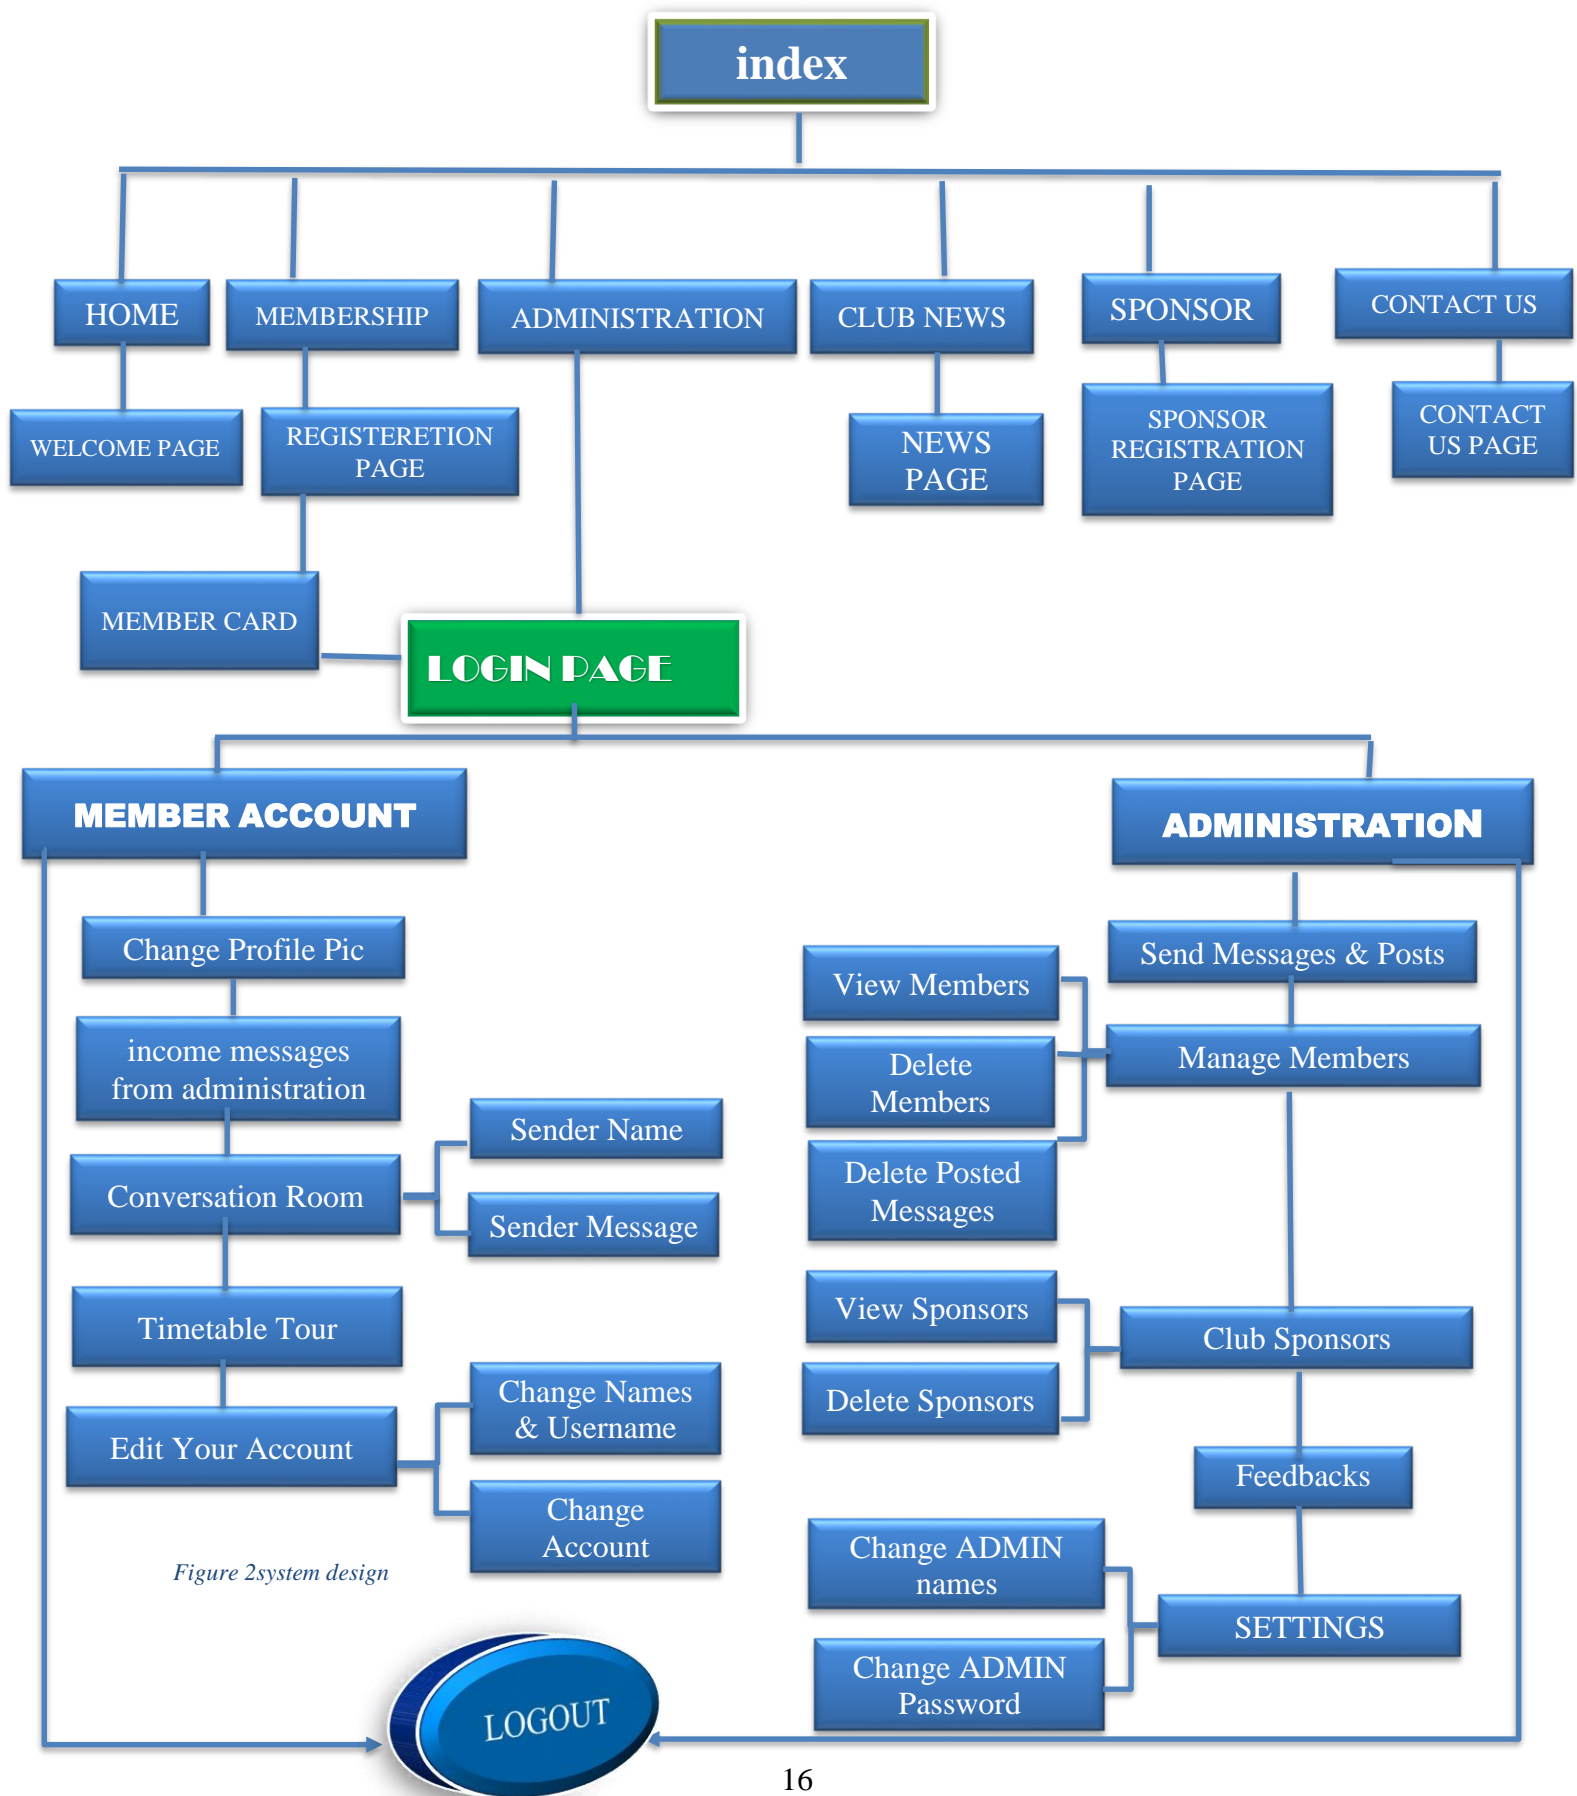 index
HOME
MEMBERSHIP
ADMINISTRATION
CLUB NEWS
SPONSOR
CONTACT US
WELCOME PAGE
REGISTERETION
PAGE
NEWS
PAGE
SPONSOR
REGISTRATION
PAGE
CONTACT
US PAGE
MEMBER CARD
LOGIN PAGE
MEMBER ACCOUNT
ADMINISTRATION
Change Profile Pic
income messages
from administration
Conversation Room
Sender Name
Sender Message
Timetable Tour
Edit Your Account
Change Names
& Username
Change
Account
Send Messages & Posts
Manage Members
View Members
Delete
Members
Delete Posted
Messages
Club Sponsors
View Sponsors
Delete Sponsors
Feedbacks
SETTINGS
Change ADMIN
names
Change ADMIN
Password
Figure 2system design
LOGOUT
16